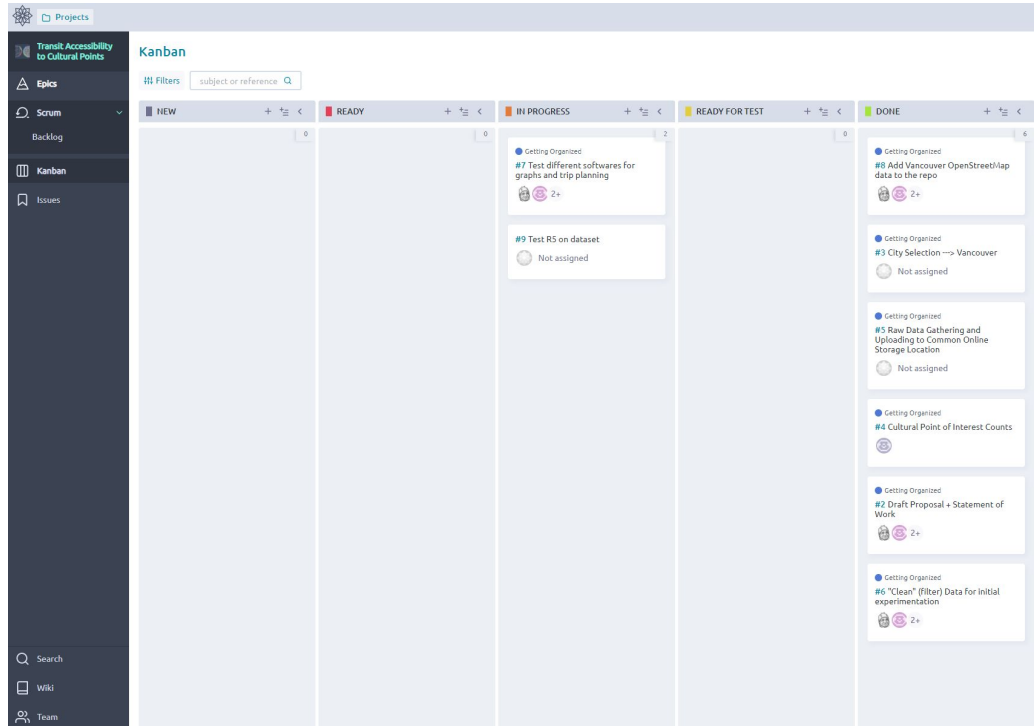 Projects
Transit Accessibility
to Cultural Points
Epics
Scrum
Backlog
Kanban
Issues
Search
Wiki
Team
Kanban
Filters
subject or reference
NEW
0
READY
0
IN PROGRESS
2
Getting Organized
#7 Test different softwares for
graphs and trip planning
2+
#9 Test R5 on dataset
Not assigned
READY FOR TEST
0
DONE
6
Getting Organized
#8 Add Vancouver OpenStreetMap
data to the repo
2+
Getting Organized
#3 City Selection ---> Vancouver
Not assigned
Getting Organized
#5 Raw Data Gathering and
Uploading to Common Online
Storage Location
Not assigned
Getting Organized
#4 Cultural Point of Interest Counts
Getting Organized
#2 Draft Proposal + Statement of
Work
2+
Getting Organized
#6 "Clean" (filter) Data for initial
experimentation
2+